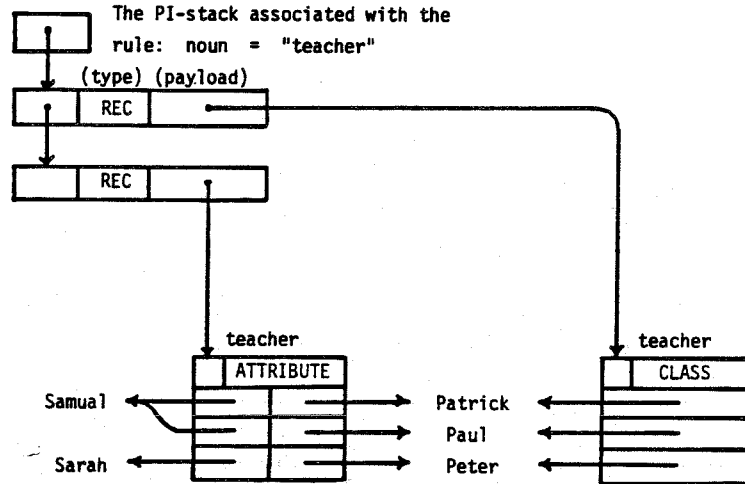 The PI-stack associated with the
rule: noun = "teacher"
(type) (payload)
REC
REC
teacher
teacher
ATTRIBUTE
CLASS
Samual
Patrick
Paul
Sarah
Peter